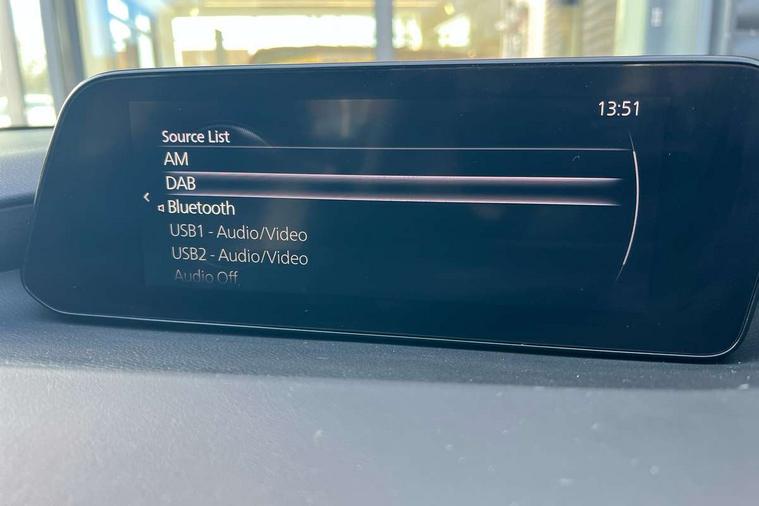 13:51
Source List
AM
DAB
Bluetooth
USB1 - Audio/Video
USB2 - Audio/Video
Audio Off